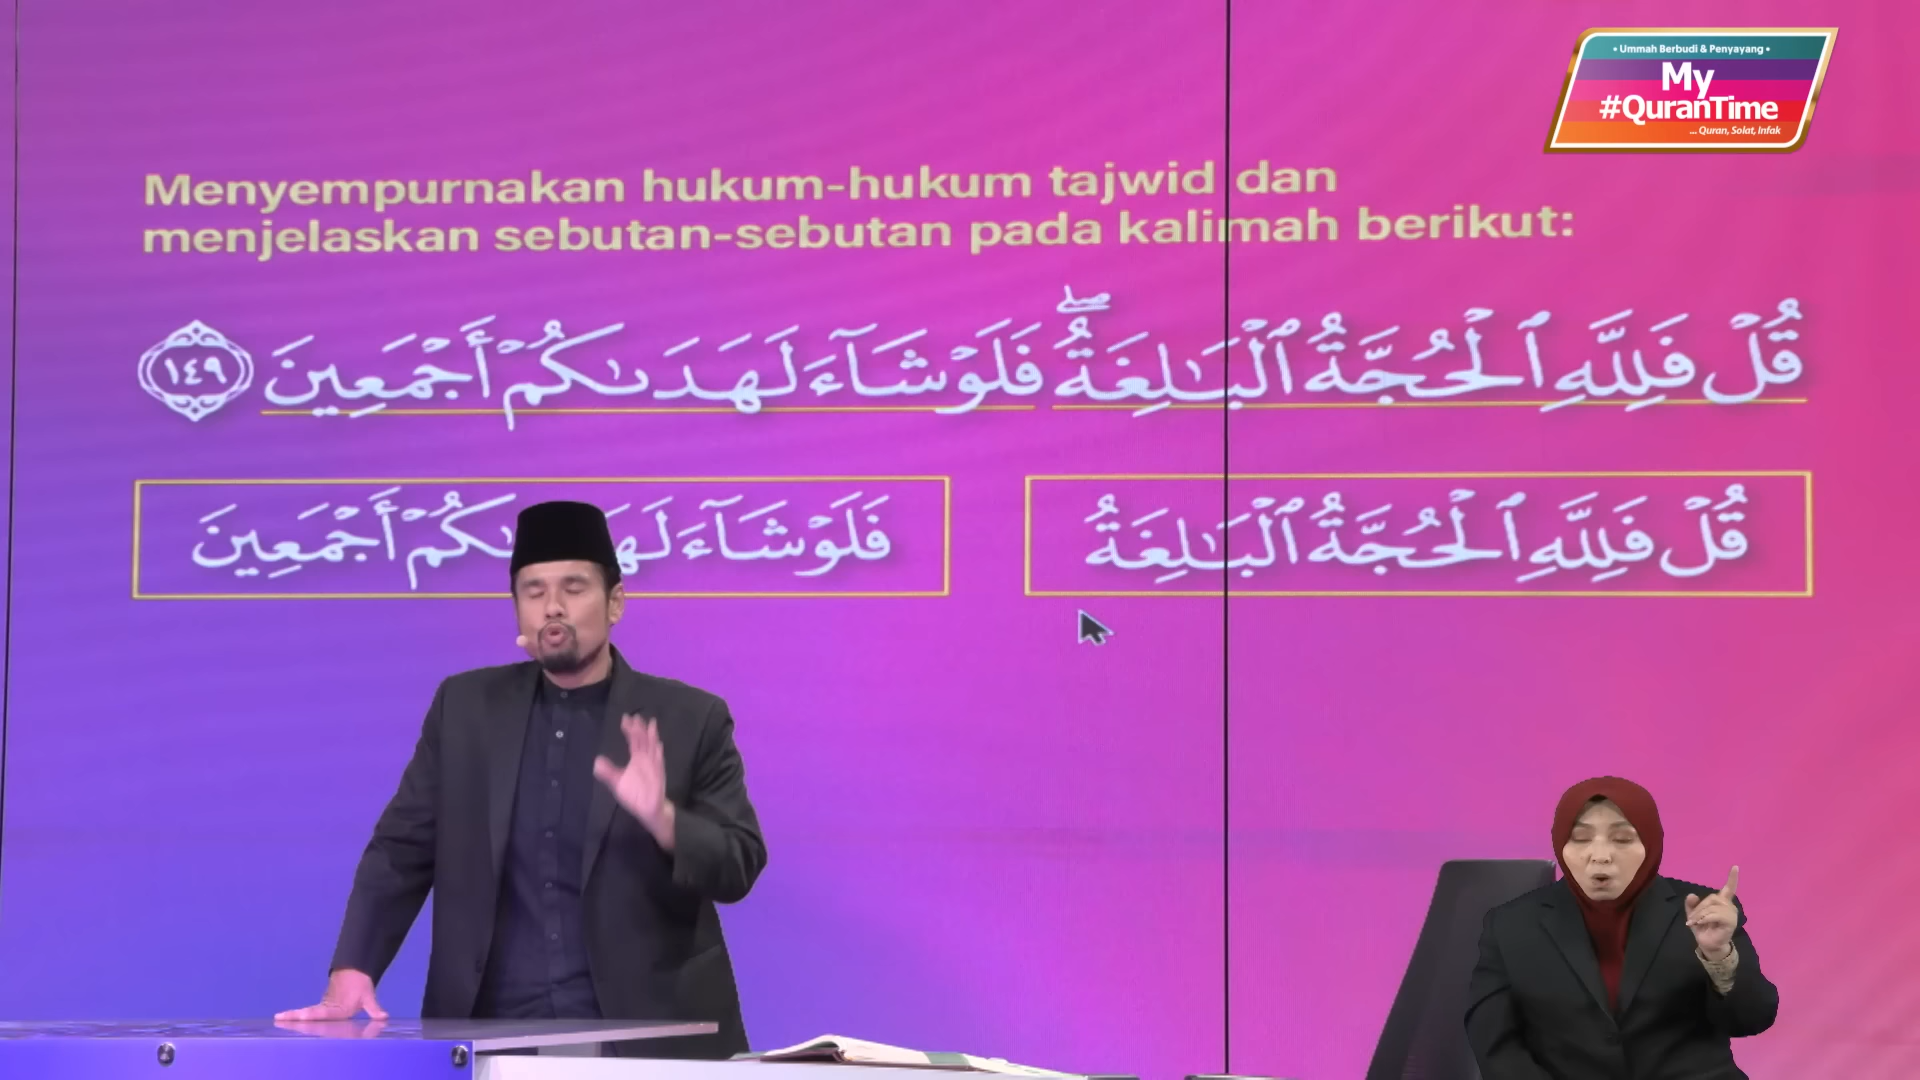 • Ummah Berbudi & Penyayang •
My
#QuranTime
... Quran, Solat, Infak
Menyempurnakan hukum-hukum tajwid dan
menjelaskan sebutan-sebutan pada kalimah berikut:
قُلْ فَلِلَّهِ ٱلْحُجَّةُ ٱلْبَـٰلِغَةُ ۖ فَلَوْ شَآءَ لَهَدَىٰكُمْ أَجْمَعِينَ ١٤٩
قُلْ فَلِلَّهِ ٱلْحُجَّةُ ٱلْبَـٰلِغَةُ
فَلَوْ شَآءَ أَجْمَعِينَ